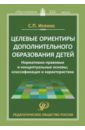 С.П. Иванова
ЦЕЛЕВЫЕ ОРИЕНТИРЫ
ДОПОЛНИТЕЛЬНОГО
ОБРАЗОВАНИЯ ДЕТЕЙ
Нормативно-правовые
и концептуальные основы,
классификация и характеристика
ПЕДАГОГИЧЕСКОЕ ОБЩЕСТВО РОССИИ